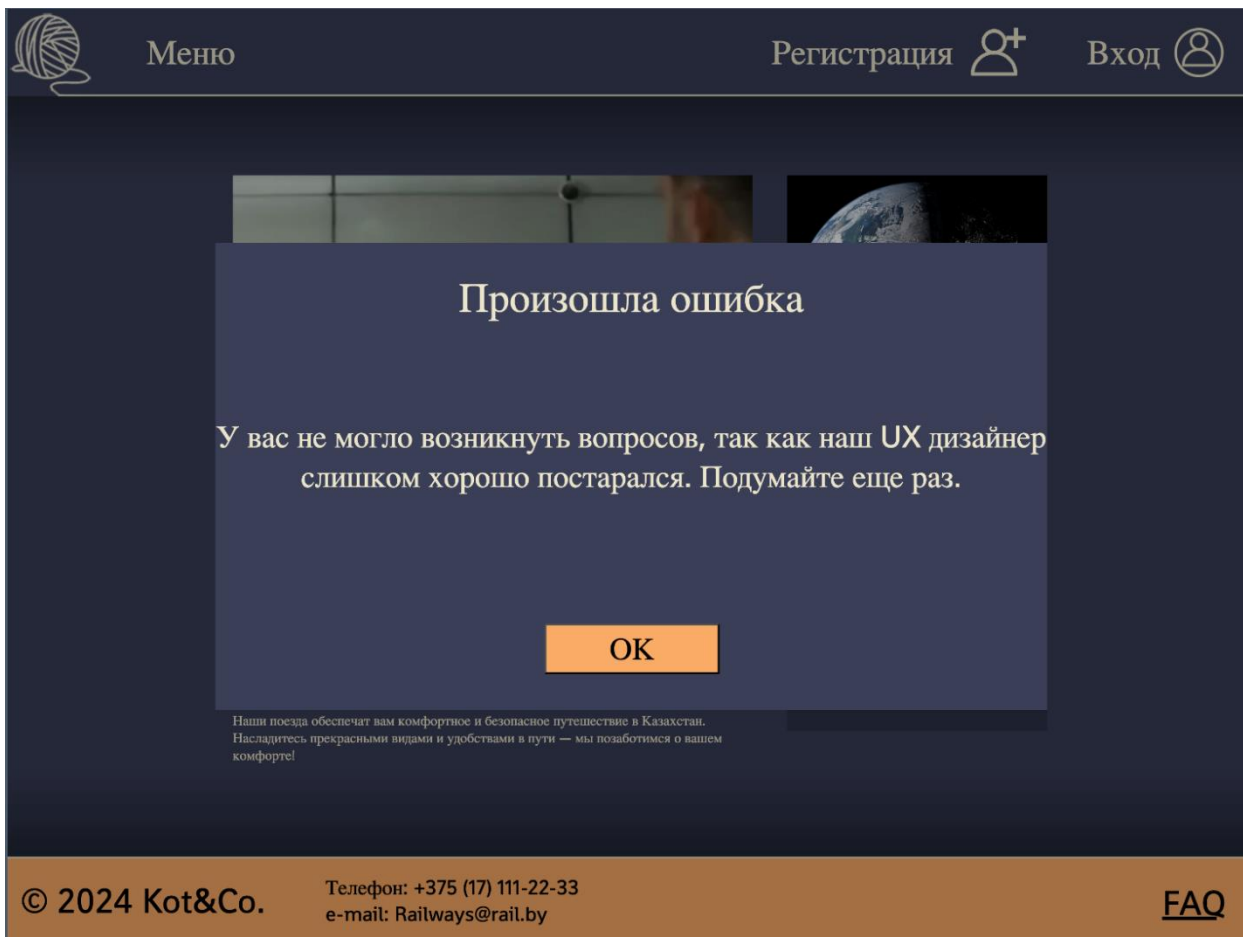 Меню
Регистрация
Вход
Произошла ошибка
У вас не могло возникнуть вопросов, так как наш UX дизайнер
слишком хорошо постарался. Подумайте еще раз.
OK
Наши поезда обеспечат вам комфортное и безопасное путешествие в Казахстан.
Насладитесь прекрасными видами и удобствами в пути — мы позаботимся о вашем
комфорте!
© 2024 Kot&Co.
Телефон: +375 (17) 111-22-33
e-mail: Railways@rail.by
FAQ